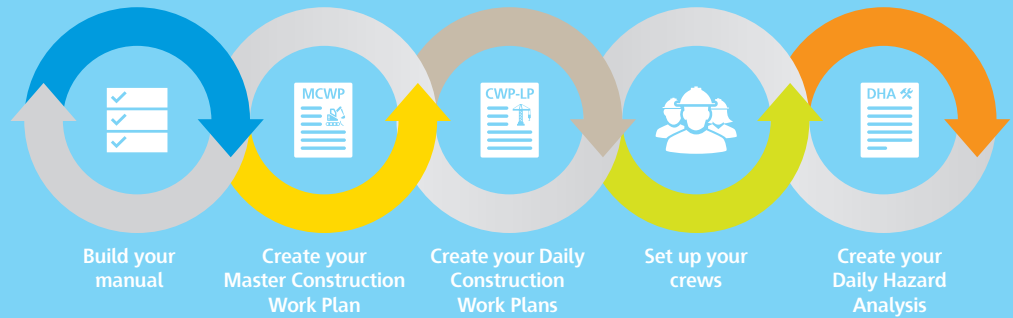 MCWP
CWP-LP
DHA
Build your
manual
Create your
Master Construction
Work Plan
Create your Daily
Construction
Work Plans
Set up your
crews
Create your
Daily Hazard
Analysis